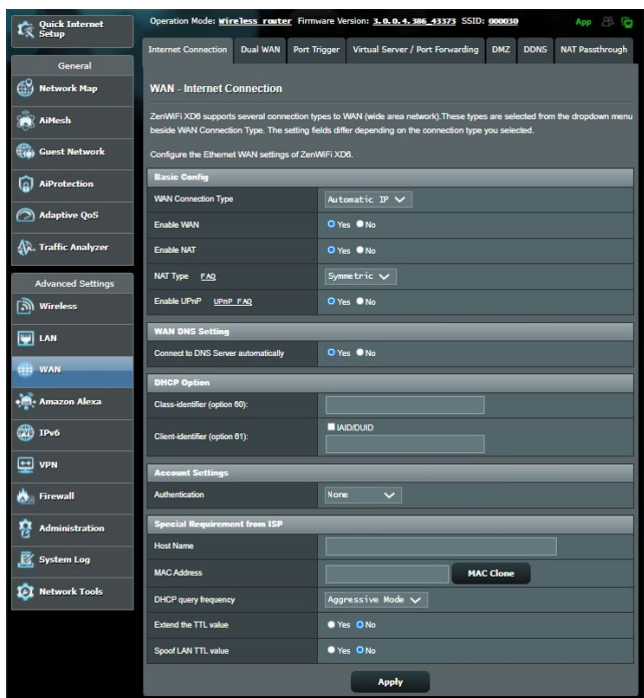 Quick Internet
Setup
General
Network Map
AiMesh
Guest Network
AiProtection
Adaptive QoS
Traffic Analyzer
Advanced Settings
Wireless
LAN
WAN
Amazon Alexa
IPv6
VPN
Firewall
Administration
System Log
Network Tools
Operation Mode: Wireless router Firmware Version: 3.0.0.4.386_43373 SSID: 000030 App
Internet Connection Dual WAN Port Trigger Virtual Server / Port Forwarding DMZ DDNS NAT Passthrough
WAN - Internet Connection
ZenWiFi XD6 supports several connection types to WAN (wide area network).These types are selected from the dropdown menu
beside WAN Connection Type. The setting fields differ depending on the connection type you selected.
Configure the Ethernet WAN settings of ZenWiFi XD6.
Basic Config
WAN Connection Type Automatic IP
Enable WAN Yes No
Enable NAT Yes No
NAT Type FAQ Symmetric
Enable UPnP UPnP FAQ Yes No
WAN DNS Setting
Connect to DNS Server automatically Yes No
DHCP Option
Class-identifier (option 60):
Client-identifier (option 61): IAID/DUID
Account Settings
Authentication None
Special Requirement from ISP
Host Name
MAC Address MAC Clone
DHCP query frequency Aggressive Mode
Extend the TTL value Yes No
Spoof LAN TTL value Yes No
Apply